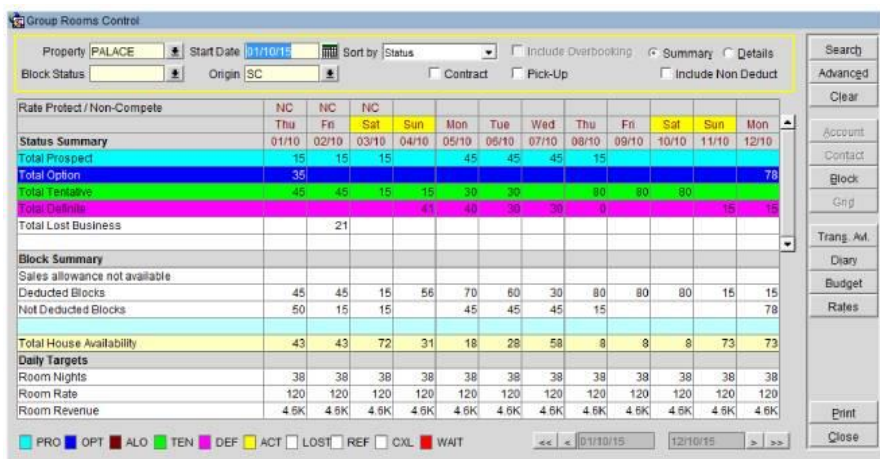 Group Rooms Control
Property PALACE Start Date 01/10/15 Sort by Status Include Overbooking Summary Details
Block Status Origin SC Contract Pick-Up Include Non Deduct
Search
Advanced
Clear
Account
Contact
Block
Grid
Trans. Avl.
Diary
Budget
Rates
Print
Close
Rate Protect / Non-Compete NC NC NC
Thu Fri Sat Sun Mon Tue Wed Thu Fri Sat Sun Mon
Status Summary 01/10 02/10 03/10 04/10 05/10 06/10 07/10 08/10 09/10 10/10 11/10 12/10
Total Prospect 15 15 15 45 45 45 15
Total Option 35 78
Total Tentative 45 45 15 15 30 30 80 80 80
Total Definite 41 40 30 30 0 15 15
Total Lost Business 21
Block Summary
Sales allowance not available
Deducted Blocks 45 45 15 56 70 60 30 80 80 80 15 15
Not Deducted Blocks 50 15 15 45 45 45 15 78
Total House Availability 43 43 72 31 18 28 58 8 8 8 73 73
Daily Targets
Room Nights 38 38 38 38 38 38 38 38 38 38 38 38
Room Rate 120 120 120 120 120 120 120 120 120 120 120 120
Room Revenue 4.6K 4.6K 4.6K 4.6K 4.6K 4.6K 4.6K 4.6K 4.6K 4.6K 4.6K 4.6K
PRO OPT ALO TEN DEF ACT LOST REF CXL WAIT << < 01/10/15 12/10/15 > >>